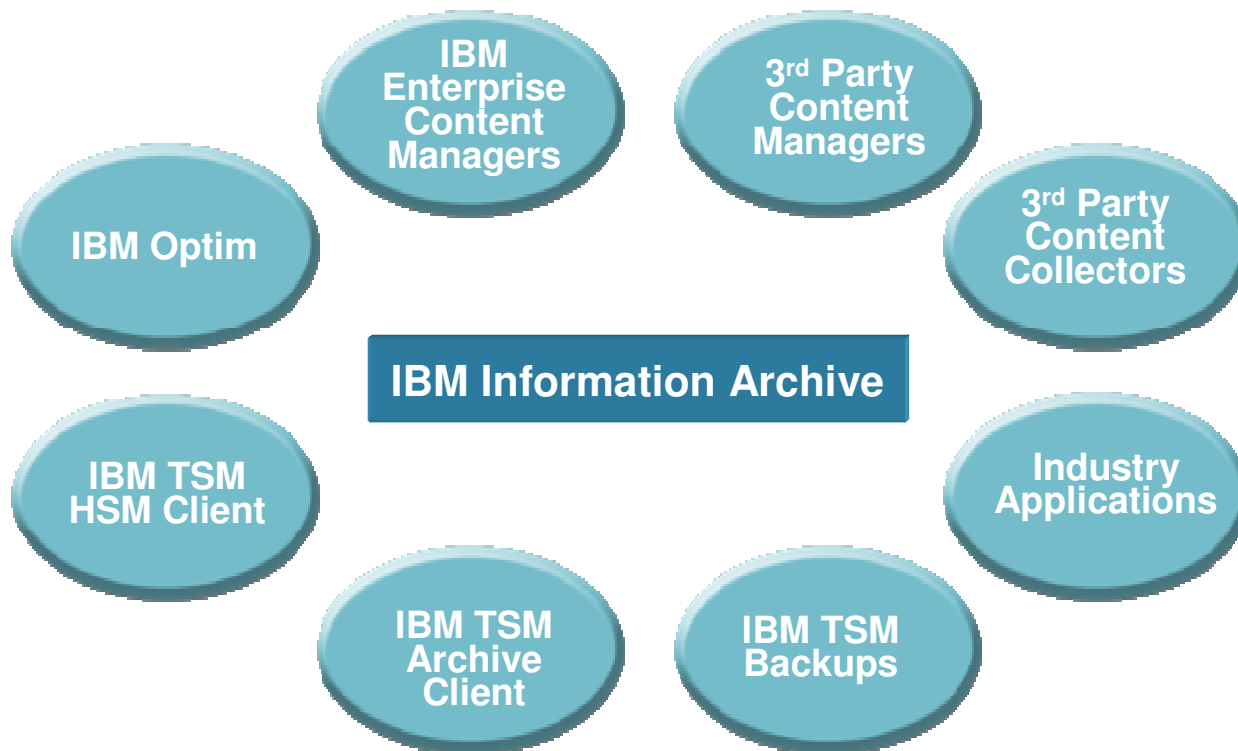 IBM
Enterprise
Content
Managers
3rd Party
Content
Managers
IBM Optim
3rd Party
Content
Collectors
IBM Information Archive
IBM TSM
HSM Client
Industry
Applications
IBM TSM
Archive
Client
IBM TSM
Backups